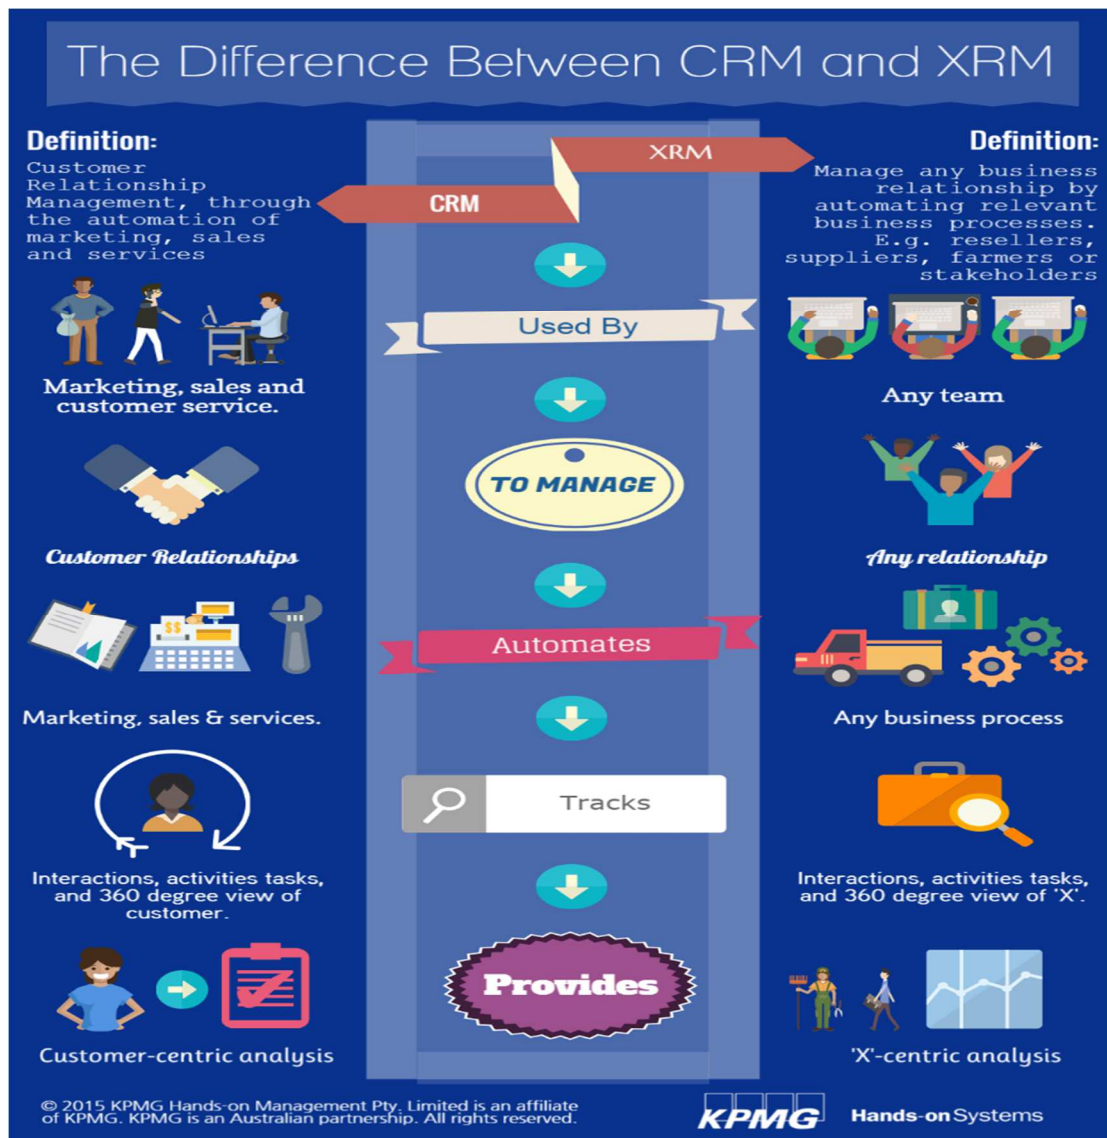 The Difference Between CRM and XRM
Definition:
Customer
Relationship
Management, through
the automation of
marketing, sales
and services
CRM
XRM
Definition:
Manage any business
relationship by
automating relevant
business processes.
E.g. resellers,
suppliers, farmers or
stakeholders
Used By
Marketing, sales and
customer service.
Any team
TO MANAGE
Customer Relationships
Any relationship
Automates
$$
Marketing, sales & services.
Any business process
Tracks
Interactions, activities tasks,
and 360 degree view of
customer.
Interactions, activities tasks,
and 360 degree view of 'X'.
Provides
Customer-centric analysis
'X'-centric analysis
© 2015 KPMG Hands-on Management Pty. Limited is an affiliate
of KPMG. KPMG is an Australian partnership. All rights reserved.
KPMG
Hands-on Systems